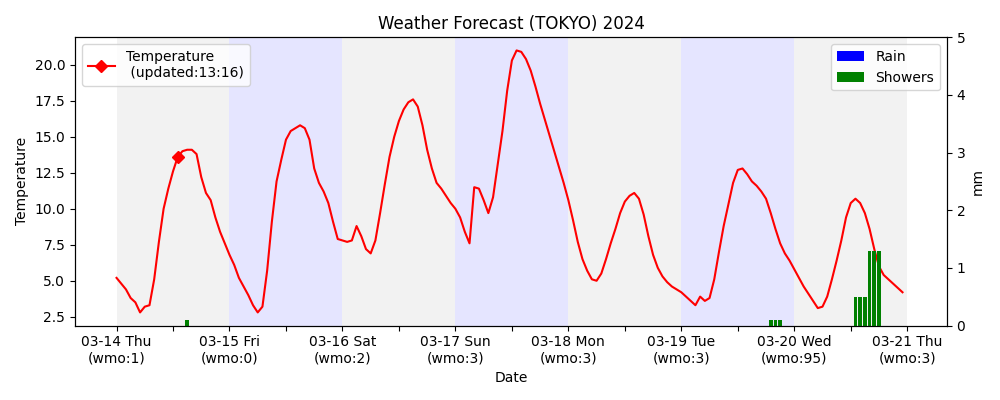 Weather Forecast (TOKYO) 2024
Temperature
(updated:13:16)
Rain
Showers
Temperature
20.0
17.5
15.0
12.5
10.0
7.5
5.0
2.5
5
4
3
2
1
0
mm
03-14 Thu
(wmo:1)
03-15 Fri
(wmo:0)
03-16 Sat
(wmo:2)
03-17 Sun
(wmo:3)
03-18 Mon
(wmo:3)
03-19 Tue
(wmo:3)
03-20 Wed
(wmo:95)
03-21 Thu
(wmo:3)
Date